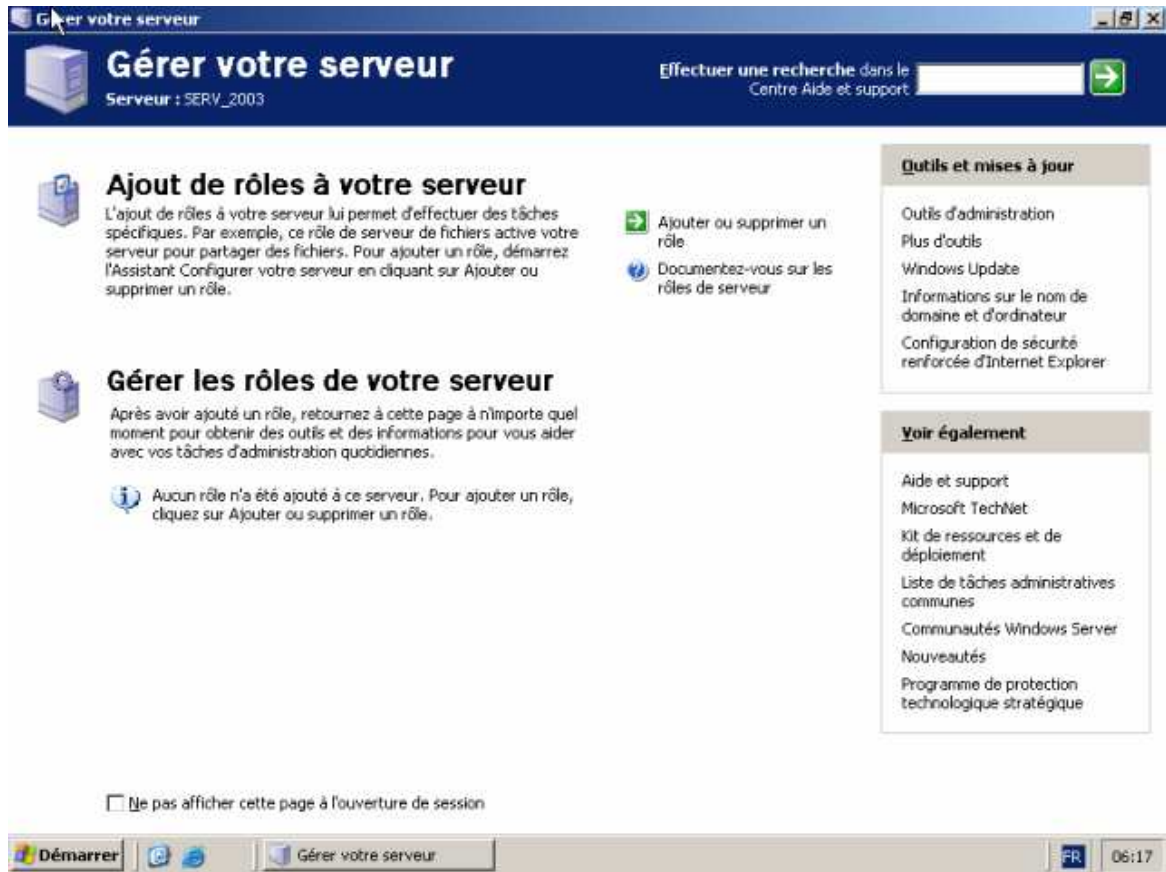 Gérer votre serveur
Gérer votre serveur
Serveur : SERV_2003
Effectuer une recherche dans le
Centre Aide et support
Ajout de rôles à votre serveur
L'ajout de rôles à votre serveur lui permet d'effectuer des tâches
spécifiques. Par exemple, ce rôle de serveur de fichiers active votre
serveur pour partager des fichiers. Pour ajouter un rôle, démarrez
l'Assistant Configurer votre serveur en cliquant sur Ajouter ou
supprimer un rôle.
Ajouter ou supprimer un
rôle
Documentez-vous sur les
rôles de serveur
Gérer les rôles de votre serveur
Après avoir ajouté un rôle, retournez à cette page à n'importe quel
moment pour obtenir des outils et des informations pour vous aider
avec vos tâches d'administration quotidiennes.
Aucun rôle n'a été ajouté à ce serveur. Pour ajouter un rôle,
cliquez sur Ajouter ou supprimer un rôle.
Outils et mises à jour
Outils d'administration
Plus d'outils
Windows Update
Informations sur le nom de
domaine et d'ordinateur
Configuration de sécurité
renforcée d'Internet Explorer
Voir également
Aide et support
Microsoft TechNet
Kit de ressources et de
déploiement
Liste de tâches administratives
communes
Communautés Windows Server
Nouveautés
Programme de protection
technologique stratégique
Ne pas afficher cette page à l'ouverture de session
Démarrer
Gérer votre serveur
FR
06:17